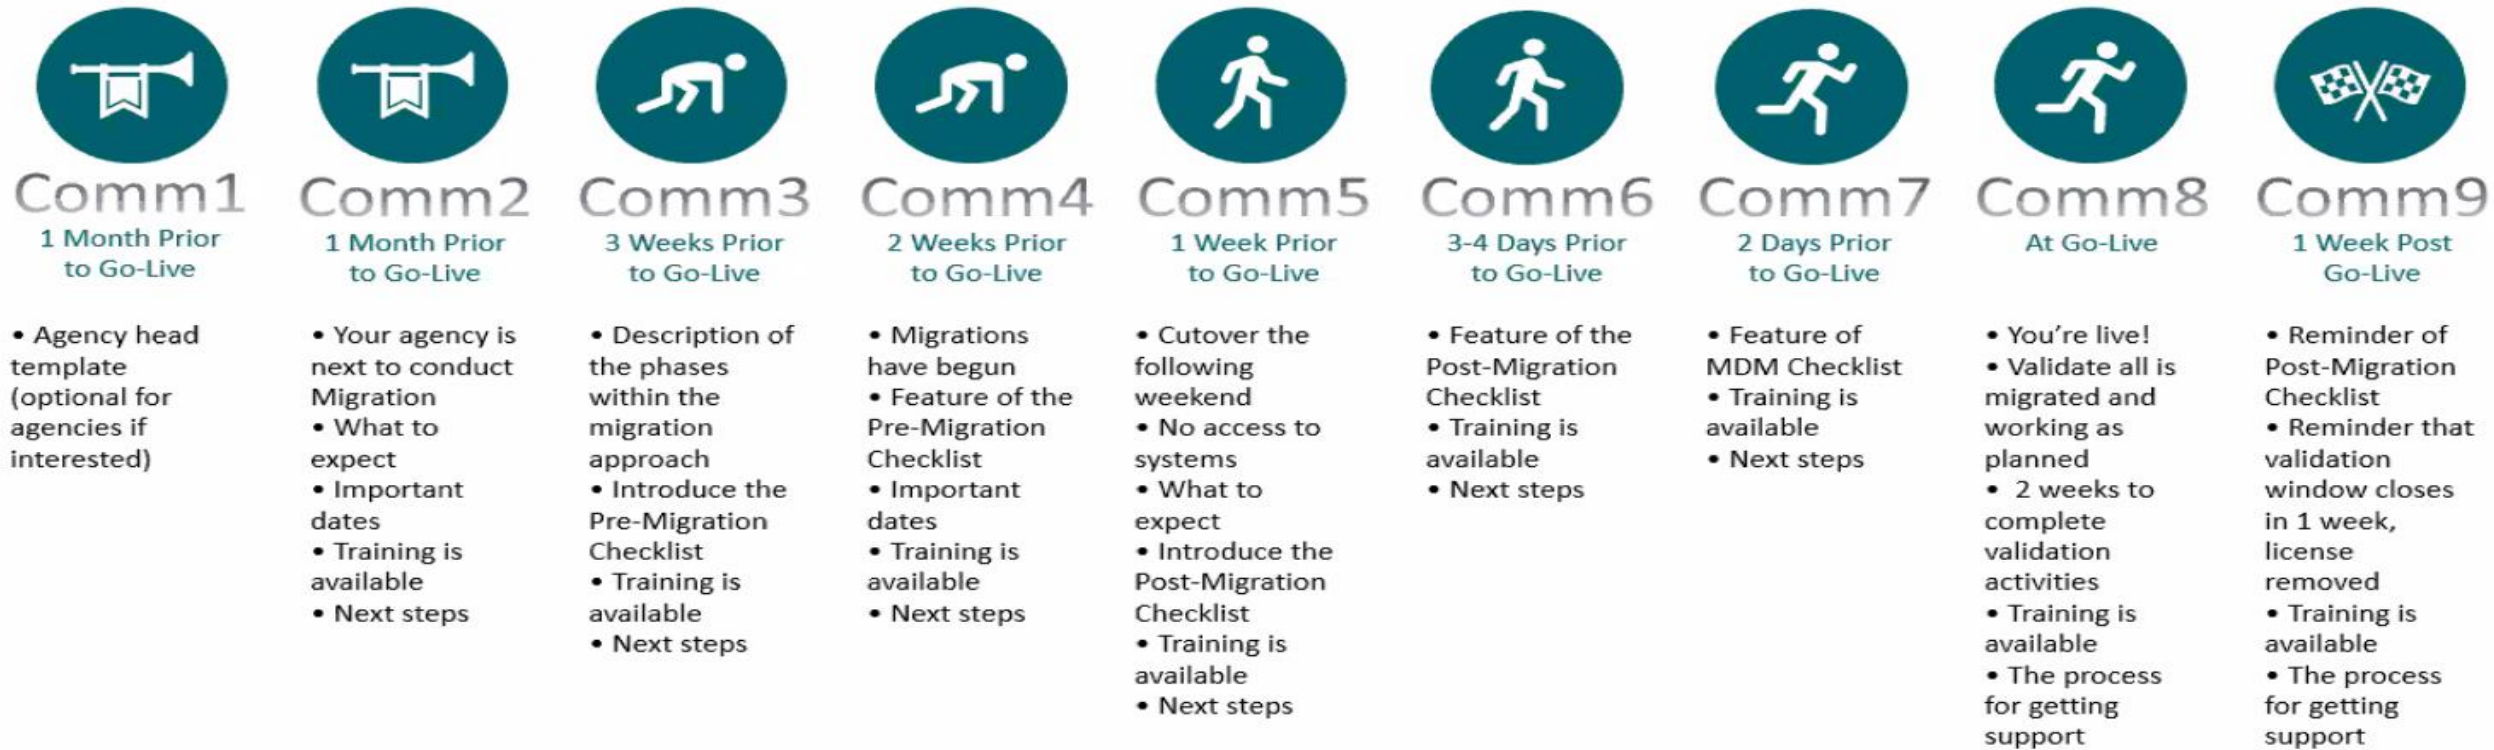 Comm1
1 Month Prior
to Go-Live
• Agency head
template
(optional for
agencies if
interested)
Comm2
1 Month Prior
to Go-Live
• Your agency is
next to conduct
Migration
• What to
expect
• Important
dates
• Training is
available
• Next steps
Comm3
3 Weeks Prior
to Go-Live
• Description of
the phases
within the
migration
approach
• Introduce the
Pre-Migration
Checklist
• Training is
available
• Next steps
Comm4
2 Weeks Prior
to Go-Live
• Migrations
have begun
• Feature of the
Pre-Migration
Checklist
• Important
dates
• Training is
available
• Next steps
Comm5
1 Week Prior
to Go-Live
• Cutover the
following
weekend
• No access to
systems
• What to
expect
• Introduce the
Post-Migration
Checklist
• Training is
available
• Next steps
Comm6
3-4 Days Prior
to Go-Live
• Feature of the
Post-Migration
Checklist
• Training is
available
• Next steps
Comm7
2 Days Prior
to Go-Live
• Feature of
MDM Checklist
• Training is
available
• Next steps
Comm8
At Go-Live
• You're live!
• Validate all is
migrated and
working as
planned
• 2 weeks to
complete
validation
activities
• Training is
available
• The process
for getting
support
Comm9
1 Week Post
Go-Live
• Reminder of
Post-Migration
Checklist
• Reminder that
validation
window closes
in 1 week,
license
removed
• Training is
available
• The process
for getting
support